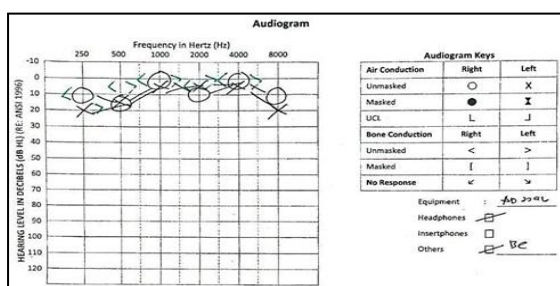 Audiogram
Frequency in Hertz (Hz)
250 500 1000 2000 4000 8000
HEARING LEVEL IN DECIBELS (dB HL) (RE: ANSI 1996)
-10
0
10
20
30
40
50
60
70
80
90
100
110
120
Audiogram Keys
Air Conduction Right Left
Unmasked O X
Masked ● I
UCL L ⅃
Bone Conduction Right Left
Unmasked < >
Masked [ ]
No Response ↙ ↘
Equipment :
Headphones
Insertphones
Others BC